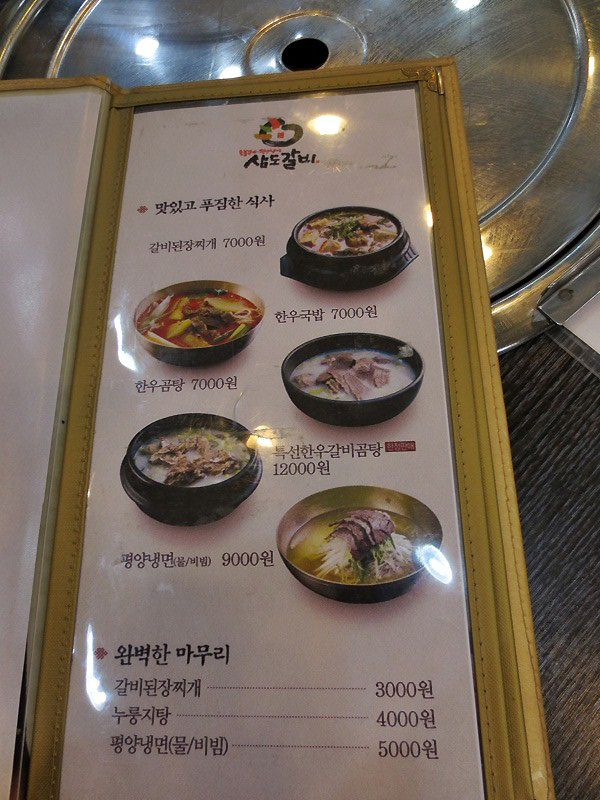 삼도갈비
맛있고 푸짐한 식사
갈비된장찌개 7000원
한우국밥 7000원
한우곰탕 7000원
특선한우갈비곰탕 한정판매
12000원
평양냉면(물/비빔) 9000원
완벽한 마무리
갈비된장찌개 3000원
누룽지탕 4000원
평양냉면(물/비빔) 5000원